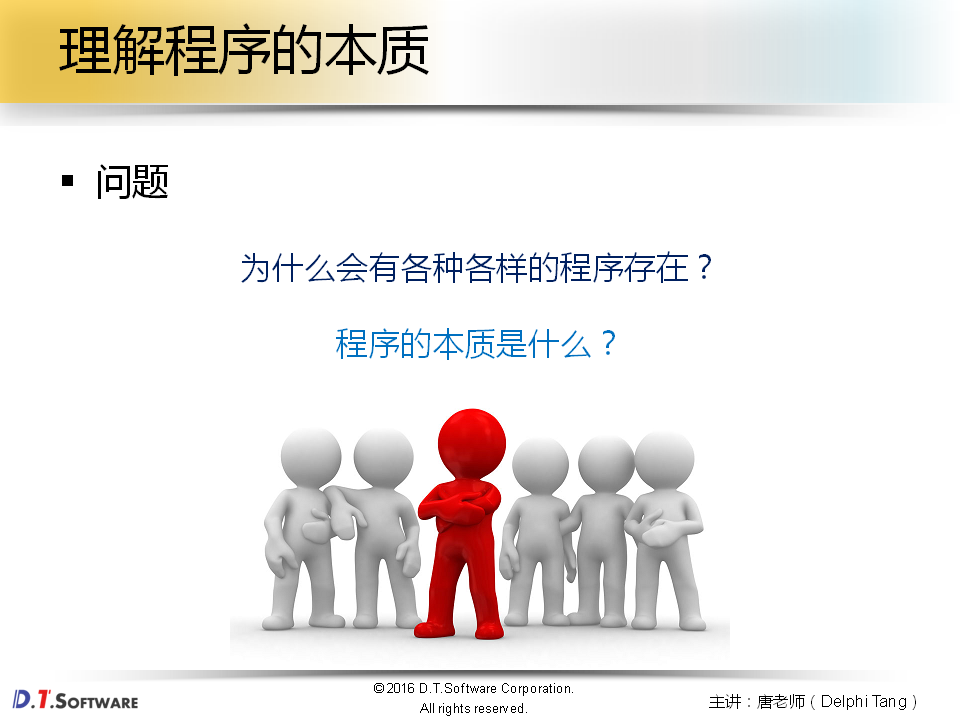 理解程序的本质
▪ 问题
为什么会有各种各样的程序存在？
程序的本质是什么？
D.T.SOFTWARE
©2016 D.T.Software Corporation.
All rights reserved.
主讲：唐老师（Delphi Tang）